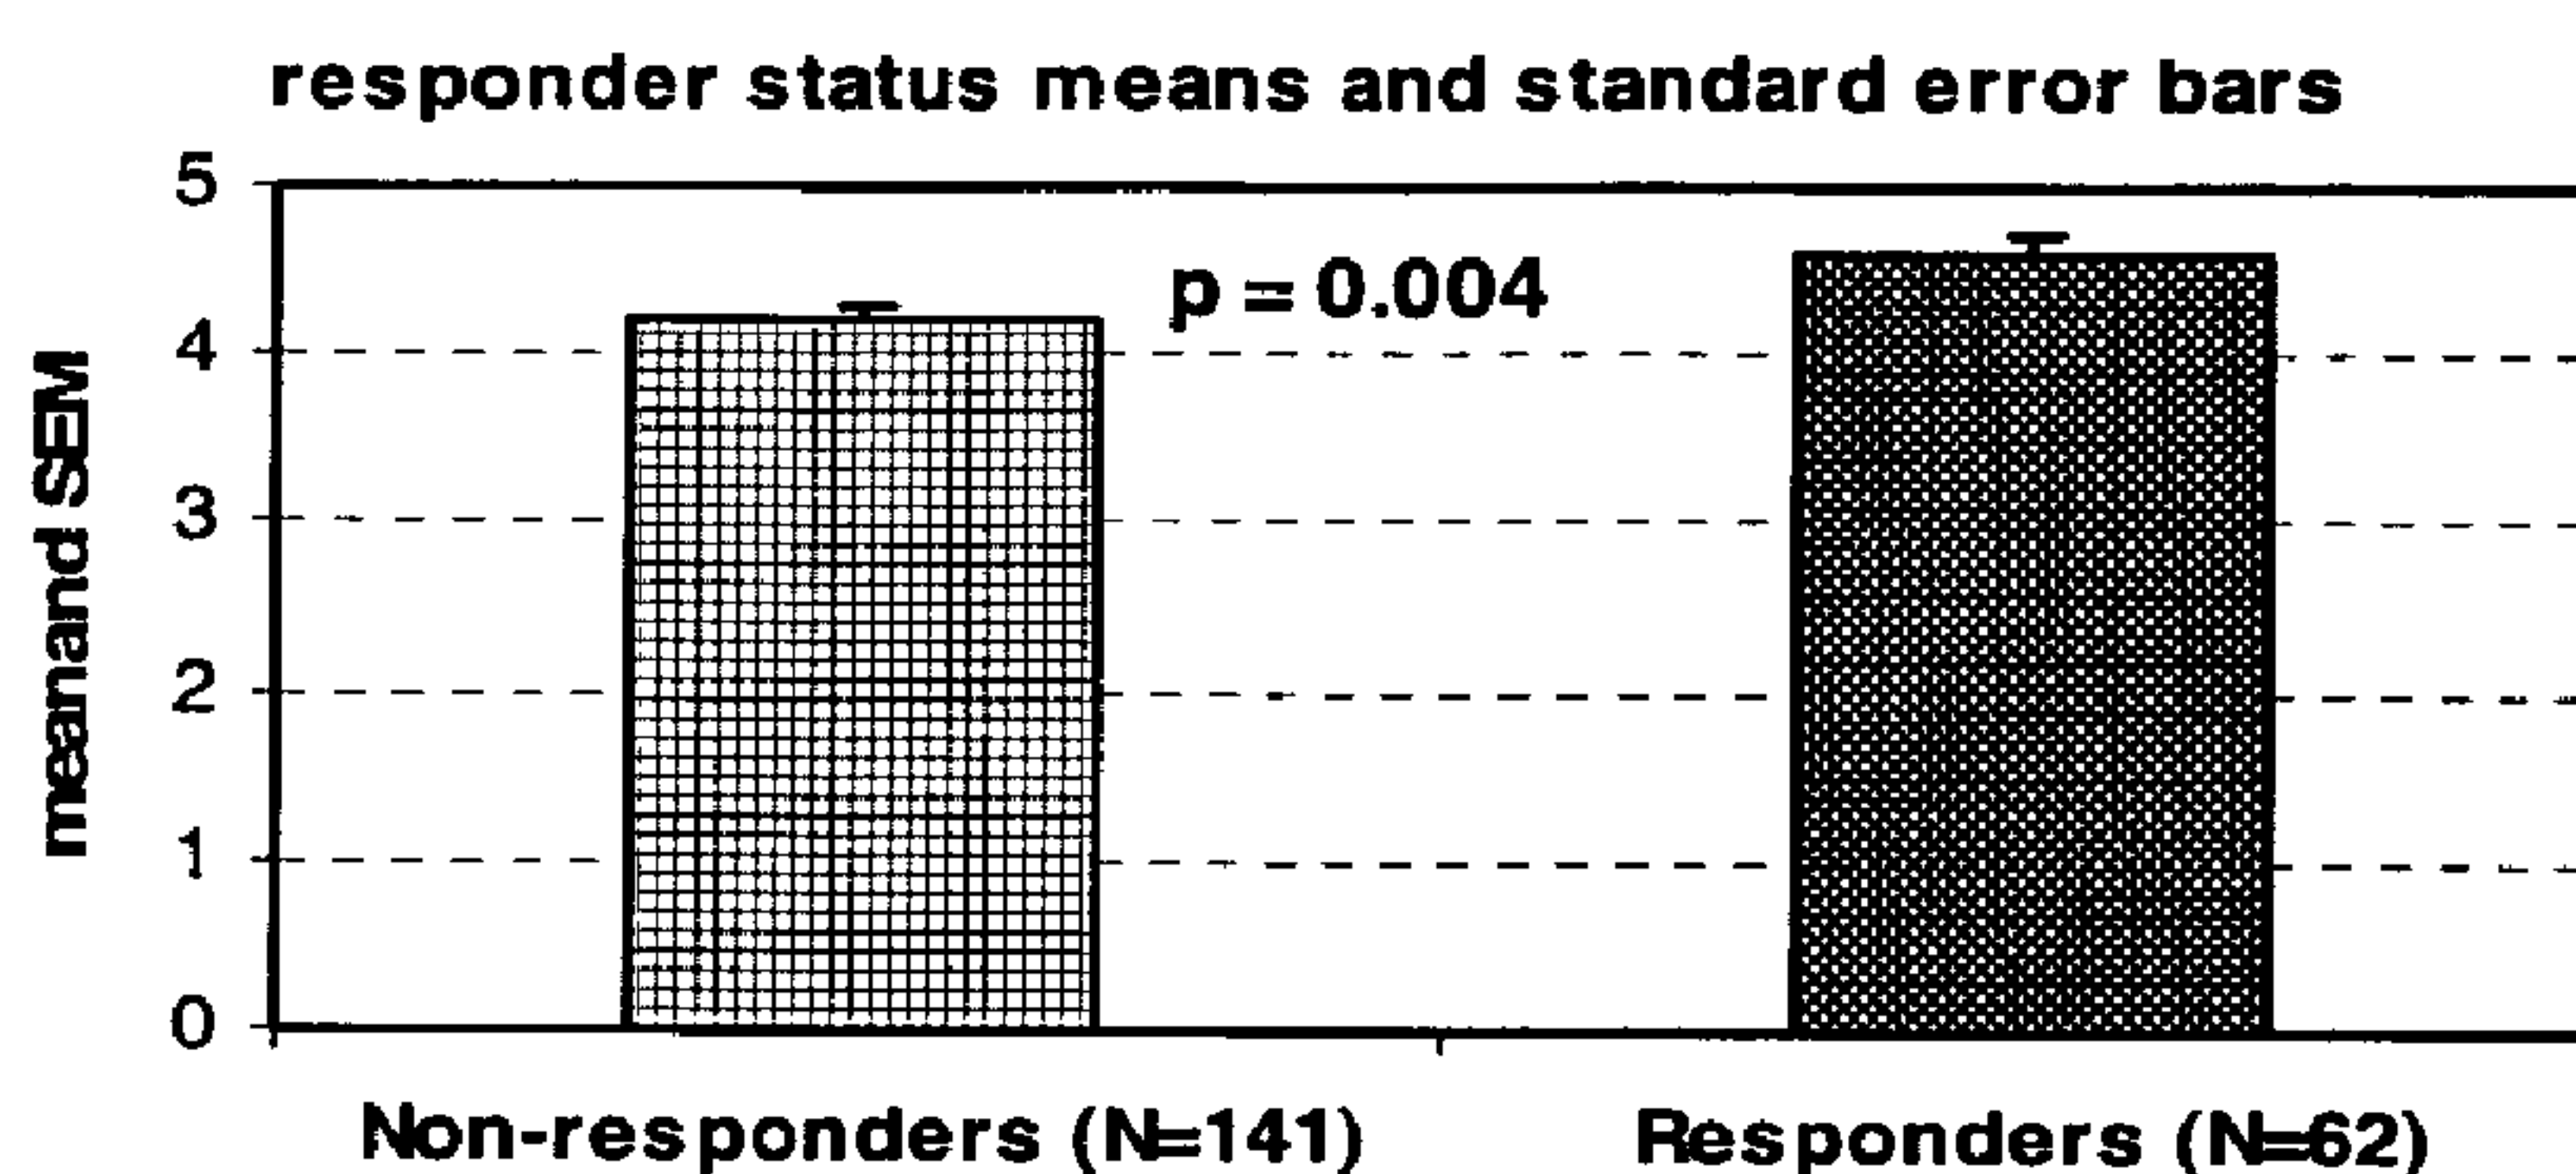 responder status means and standard error bars
5
p = 0.004
4
3
2
1
0
meanand SEM
Non-responders (N=141)
Responders (N=62)